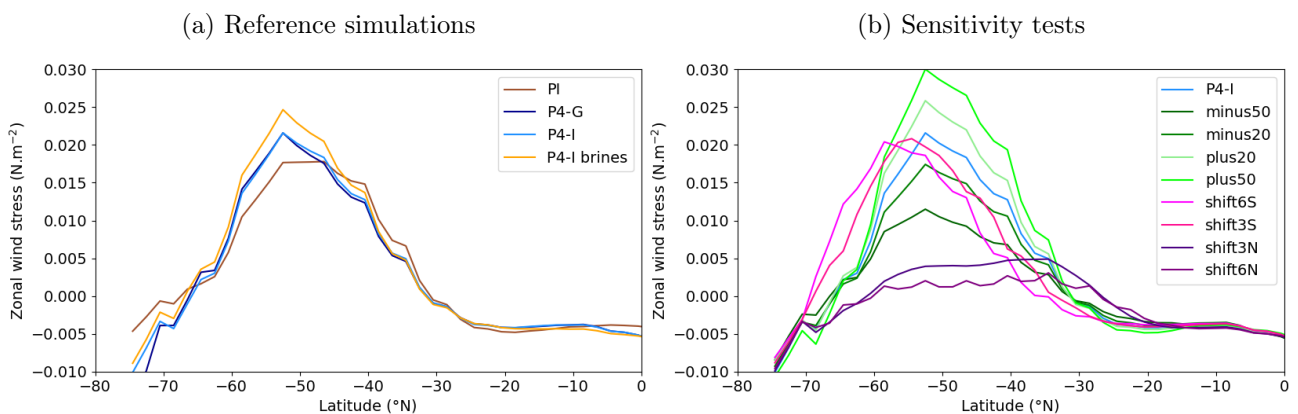 (a) Reference simulations
0.030
0.025
0.020
0.015
0.010
0.005
0.000
−0.005
−0.010
Zonal wind stress (N.m⁻²)
PI
P4-G
P4-I
P4-I brines
−80 −70 −60 −50 −40 −30 −20 −10 0
Latitude (°N)
(b) Sensitivity tests
0.030
0.025
0.020
0.015
0.010
0.005
0.000
−0.005
−0.010
Zonal wind stress (N.m⁻²)
P4-I
minus50
minus20
plus20
plus50
shift6S
shift3S
shift3N
shift6N
−80 −70 −60 −50 −40 −30 −20 −10 0
Latitude (°N)